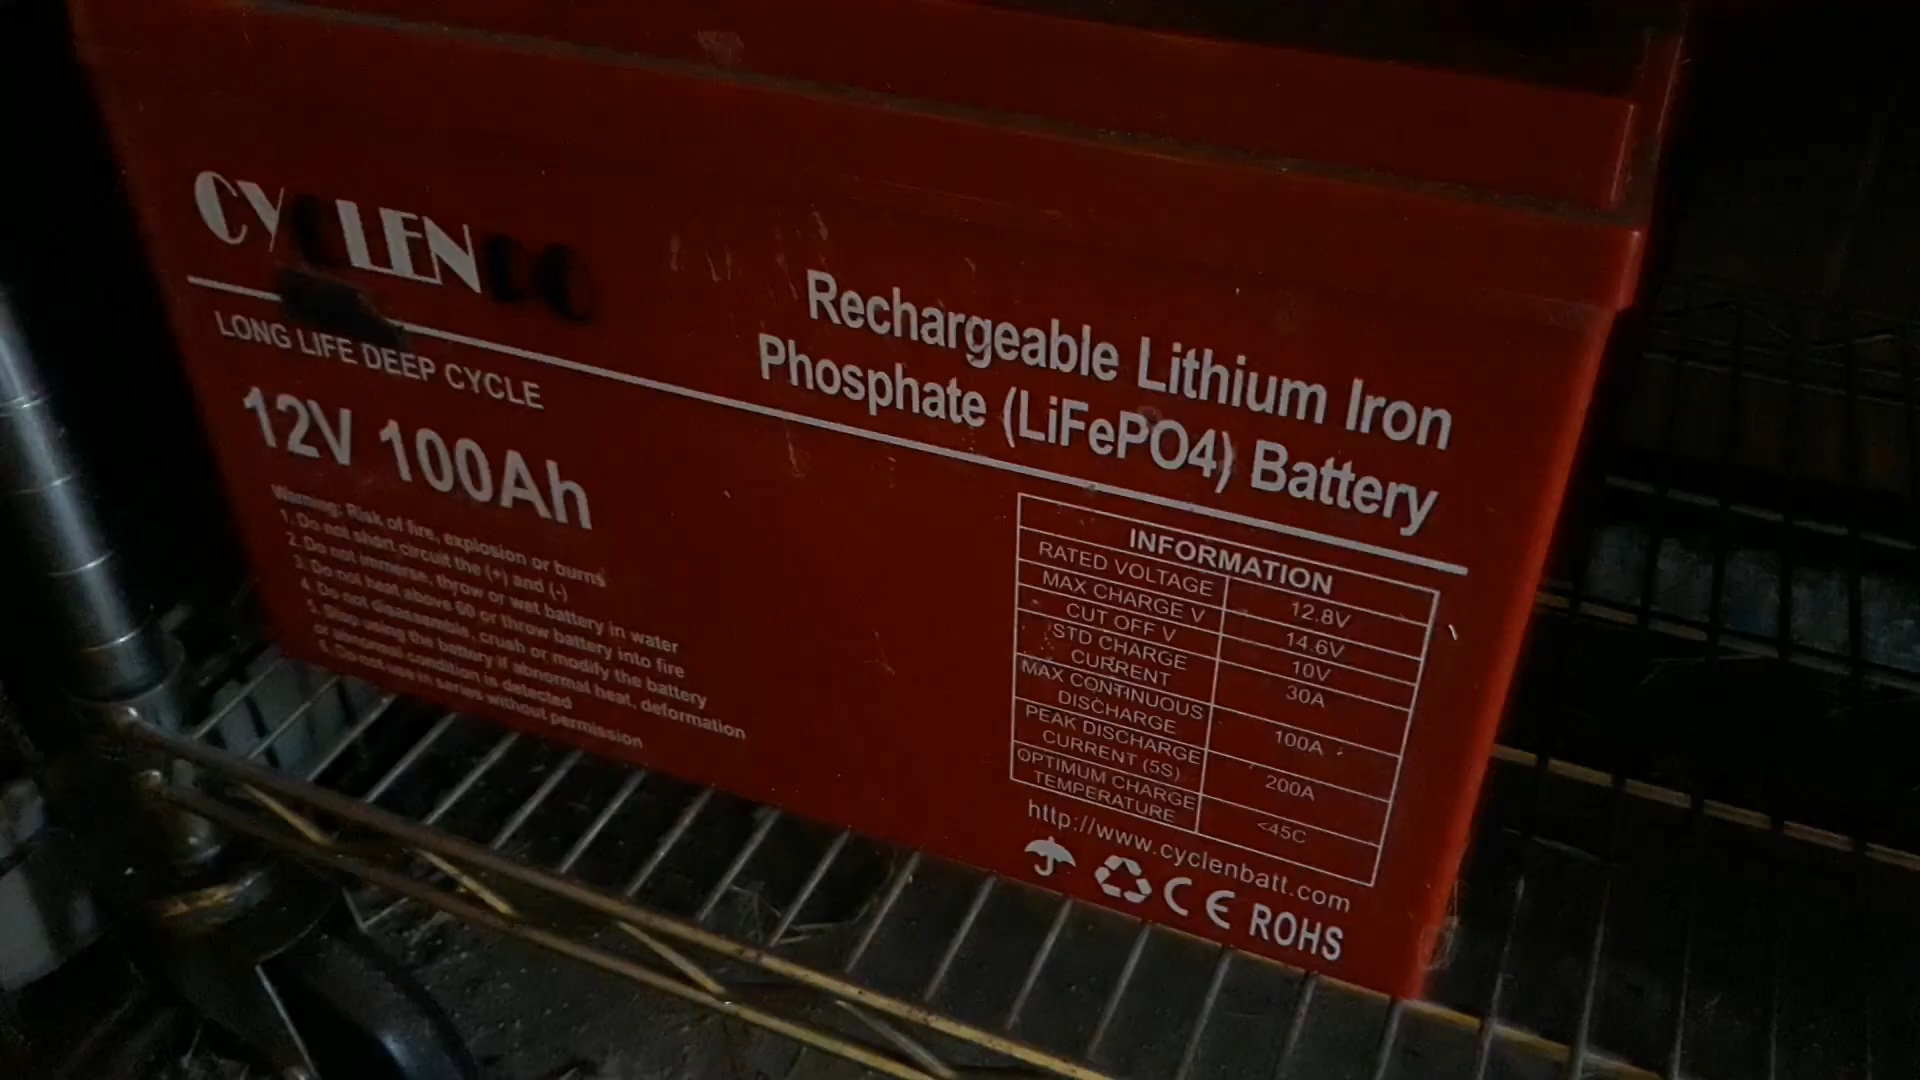 CYCLENBC
LONG LIFE DEEP CYCLE
12V 100Ah
Warning: Risk of fire, explosion or burns
1. Do not short circuit the (+) and (-)
2. Do not immerse, throw or wet battery in water
3. Do not heat above 60 or throw battery into fire
4. Do not disassemble, crush or modify the battery
5. Stop using the battery if abnormal heat, deformation
or abnormal condition is detected
6. Do not use in series without permission
Rechargeable Lithium Iron
Phosphate (LiFePO4) Battery
INFORMATION
RATED VOLTAGE 12.8V
MAX CHARGE V 14.6V
CUT OFF V 10V
STD CHARGE
CURRENT 30A
MAX CONTINUOUS
DISCHARGE 100A
PEAK DISCHARGE
CURRENT (5S) 200A
OPTIMUM CHARGE
TEMPERATURE <45C
http://www.cyclenbatt.com
CE ROHS